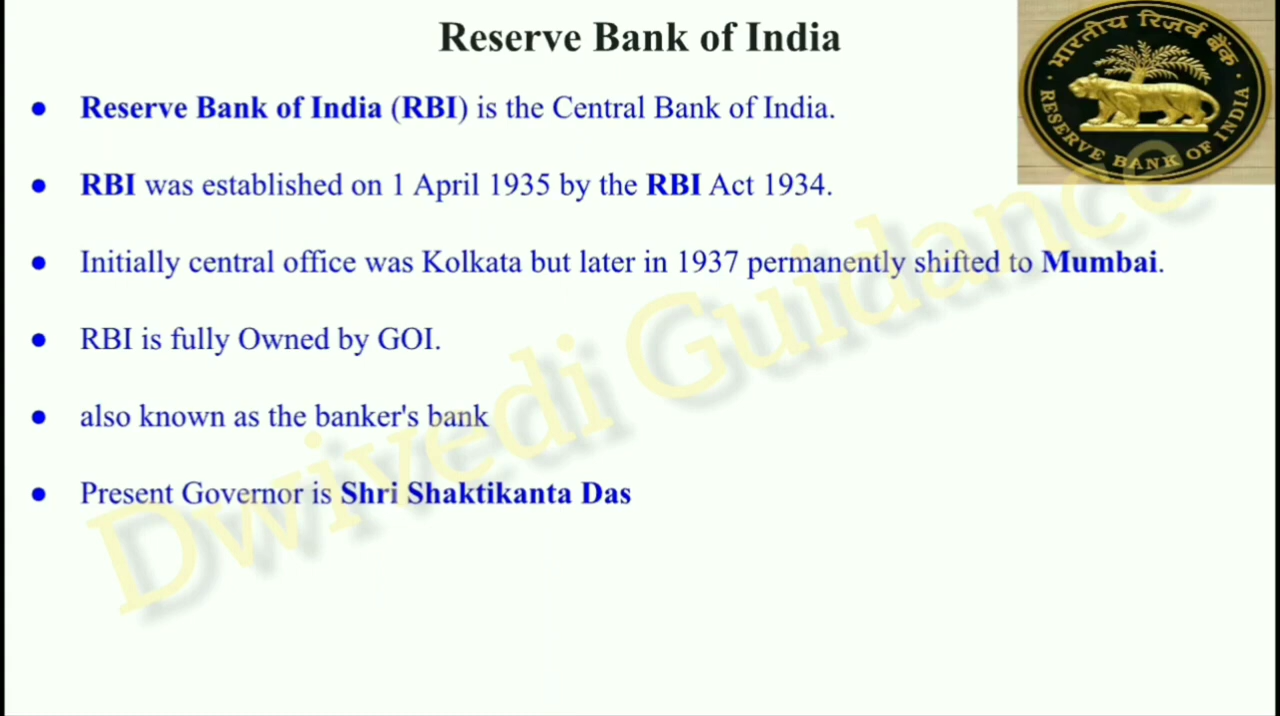 Reserve Bank of India
भारतीय रिज़र्व बैंक
RESERVE BANK OF INDIA
● Reserve Bank of India (RBI) is the Central Bank of India.
● RBI was established on 1 April 1935 by the RBI Act 1934.
● Initially central office was Kolkata but later in 1937 permanently shifted to Mumbai.
● RBI is fully Owned by GOI.
● also known as the banker's bank
● Present Governor is Shri Shaktikanta Das
Dwivedi Guidance